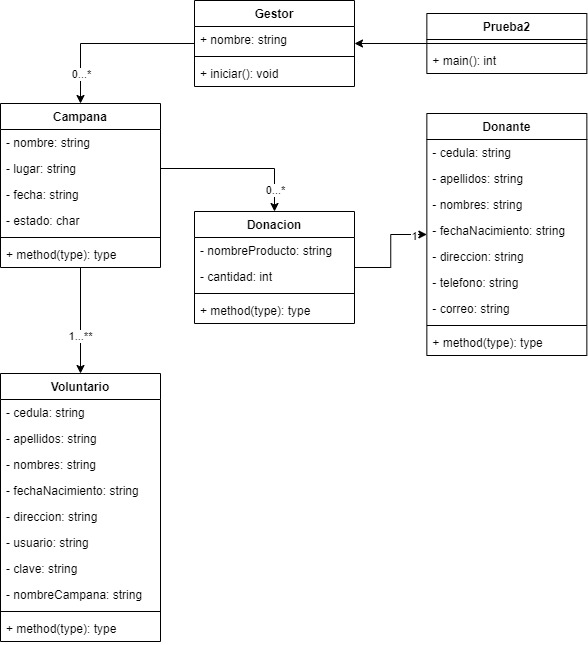 Gestor
+ nombre: string
+ iniciar(): void
Prueba2
+ main(): int
0...*
Campana
- nombre: string
- lugar: string
- fecha: string
- estado: char
+ method(type): type
0...*
Donacion
- nombreProducto: string
- cantidad: int
+ method(type): type
1
Donante
- cedula: string
- apellidos: string
- nombres: string
- fechaNacimiento: string
- direccion: string
- telefono: string
- correo: string
+ method(type): type
1...**
Voluntario
- cedula: string
- apellidos: string
- nombres: string
- fechaNacimiento: string
- direccion: string
- usuario: string
- clave: string
- nombreCampana: string
+ method(type): type